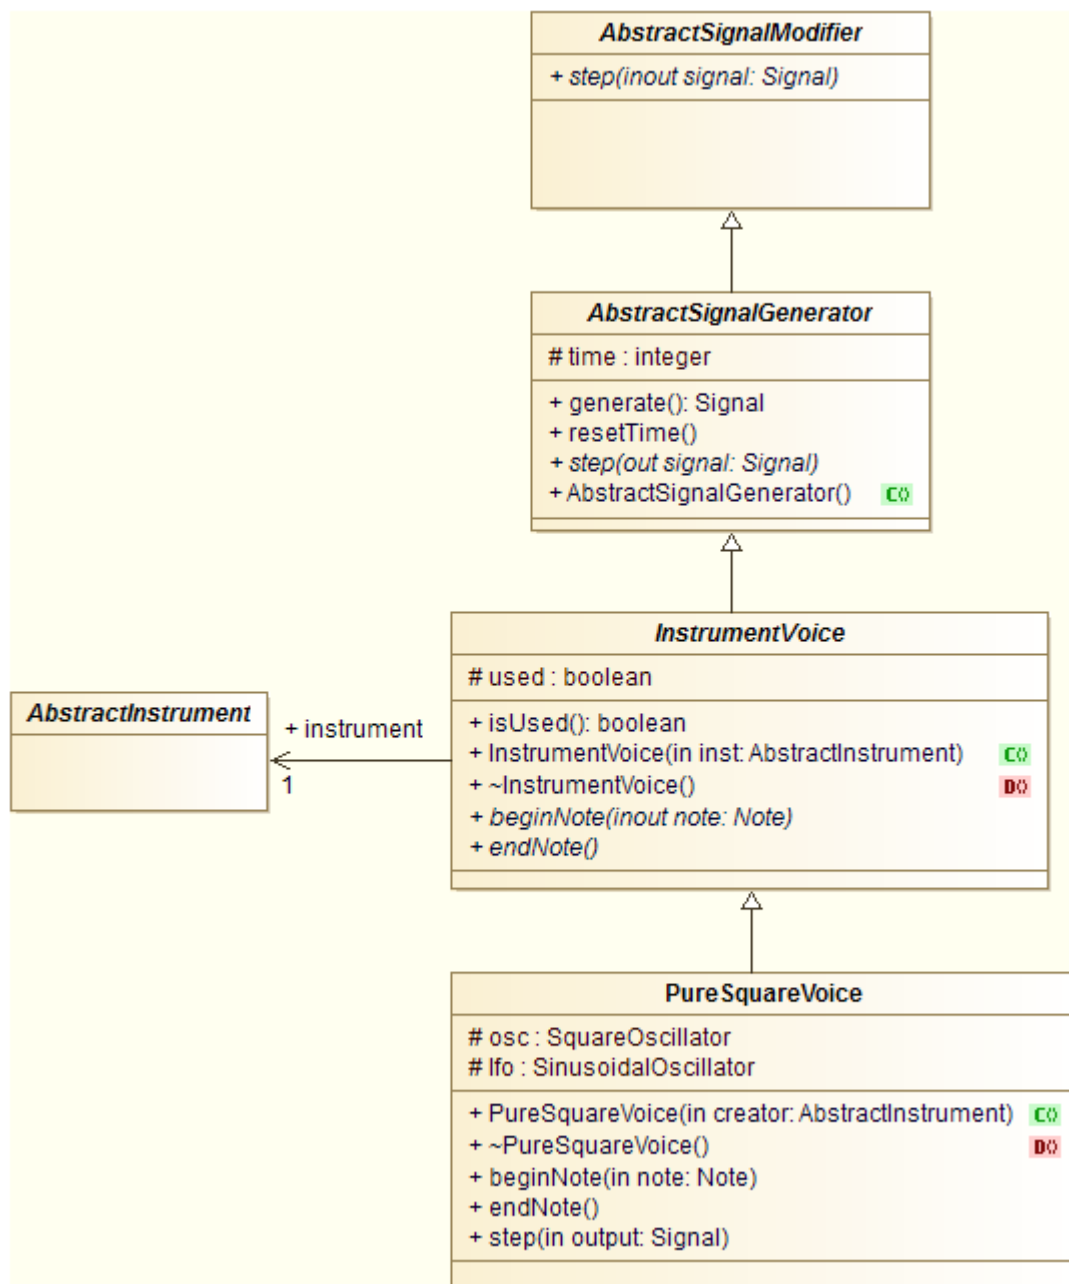 AbstractSignalModifier
+ step(inout signal: Signal)
AbstractSignalGenerator
# time : integer
+ generate(): Signal
+ resetTime()
+ step(out signal: Signal)
+ AbstractSignalGenerator() C()
InstrumentVoice
# used : boolean
+ isUsed(): boolean
+ InstrumentVoice(in inst: AbstractInstrument) C()
+ ~InstrumentVoice() D()
+ beginNote(inout note: Note)
+ endNote()
AbstractInstrument
+ instrument
1
PureSquareVoice
# osc : SquareOscillator
# lfo : SinusoidalOscillator
+ PureSquareVoice(in creator: AbstractInstrument) C()
+ ~PureSquareVoice() D()
+ beginNote(in note: Note)
+ endNote()
+ step(in output: Signal)